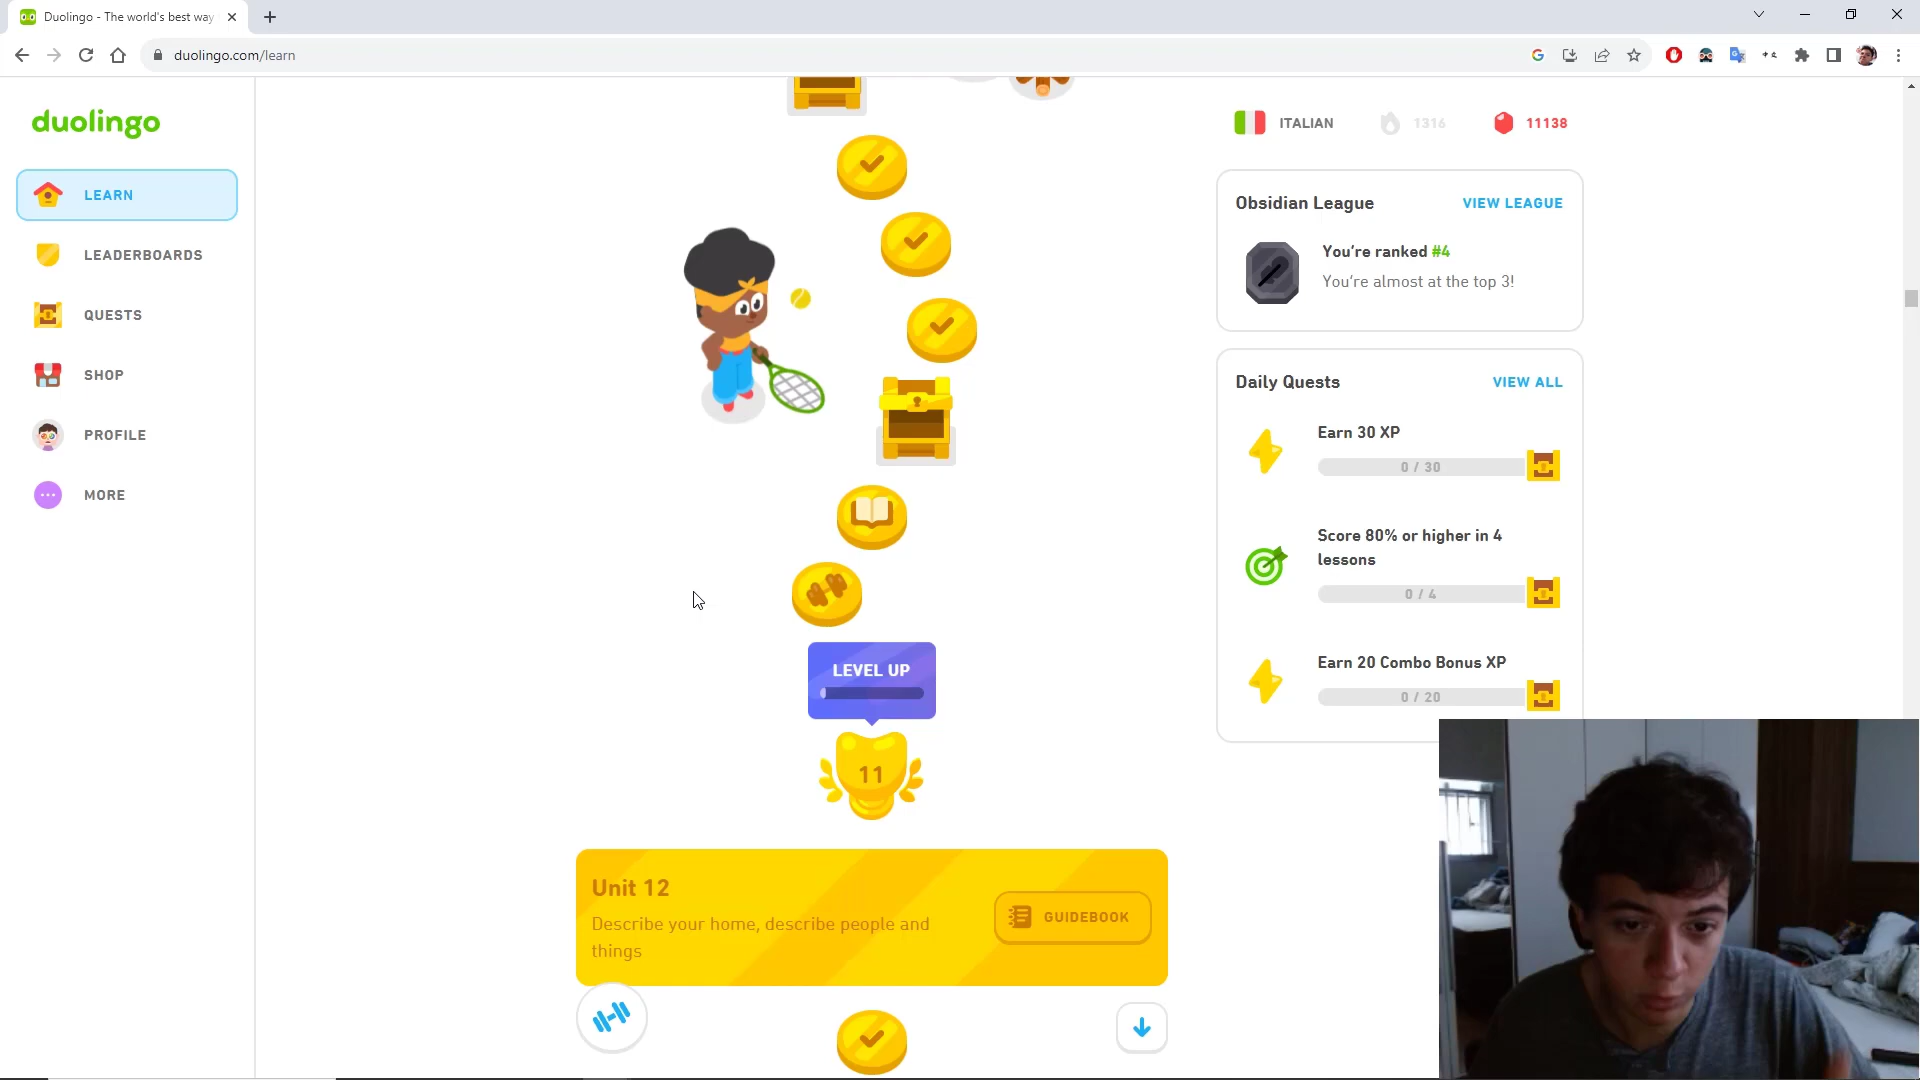 Duolingo - The world's best way
duolingo.com/learn
duolingo
LEARN
LEADERBOARDS
QUESTS
SHOP
PROFILE
MORE
LEVEL UP
11
Unit 12
Describe your home, describe people and
things
GUIDEBOOK
ITALIAN
1316
11138
Obsidian League
VIEW LEAGUE
You're ranked #4
You're almost at the top 3!
Daily Quests
VIEW ALL
Earn 30 XP
0 / 30
Score 80% or higher in 4
lessons
0 / 4
Earn 20 Combo Bonus XP
0 / 20